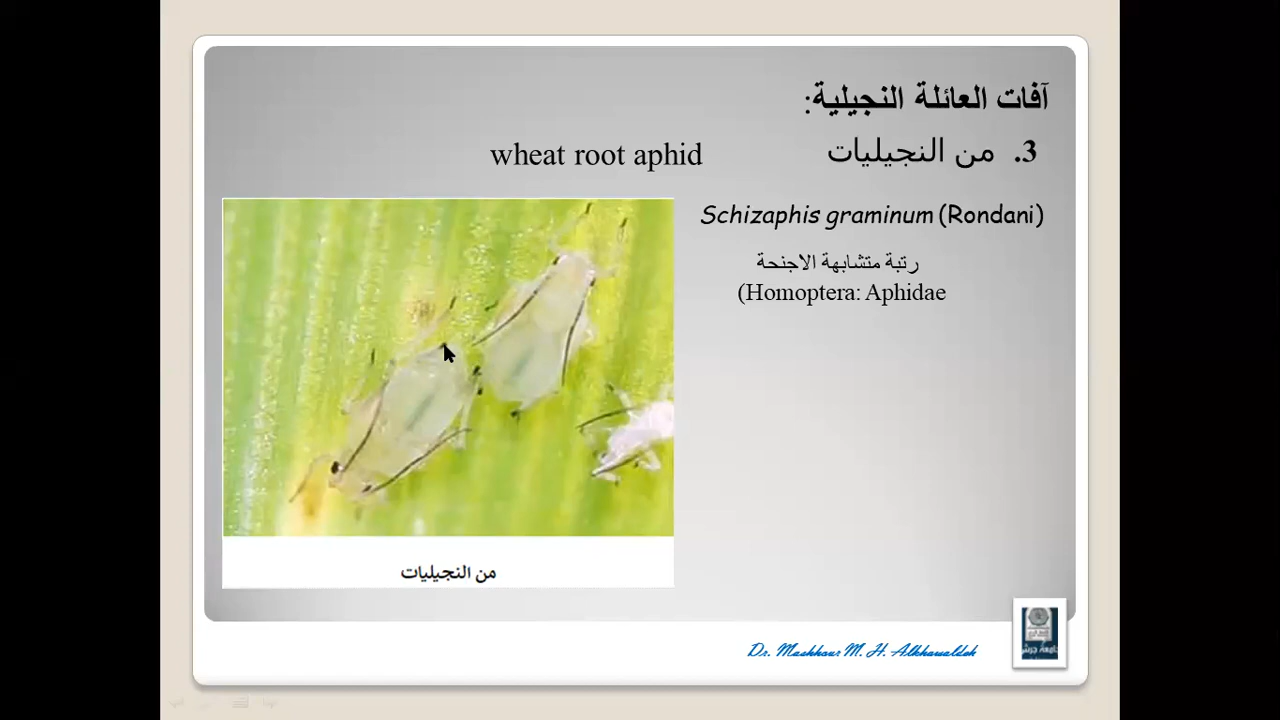 آفات العائلة النجيلية:
3. من النجيليات
wheat root aphid
Schizaphis graminum (Rondani)
رتبة متشابهة الاجنحة
(Homoptera: Aphidae
من النجيليات
Dr. Mashhour M. H. Alkhawaldeh